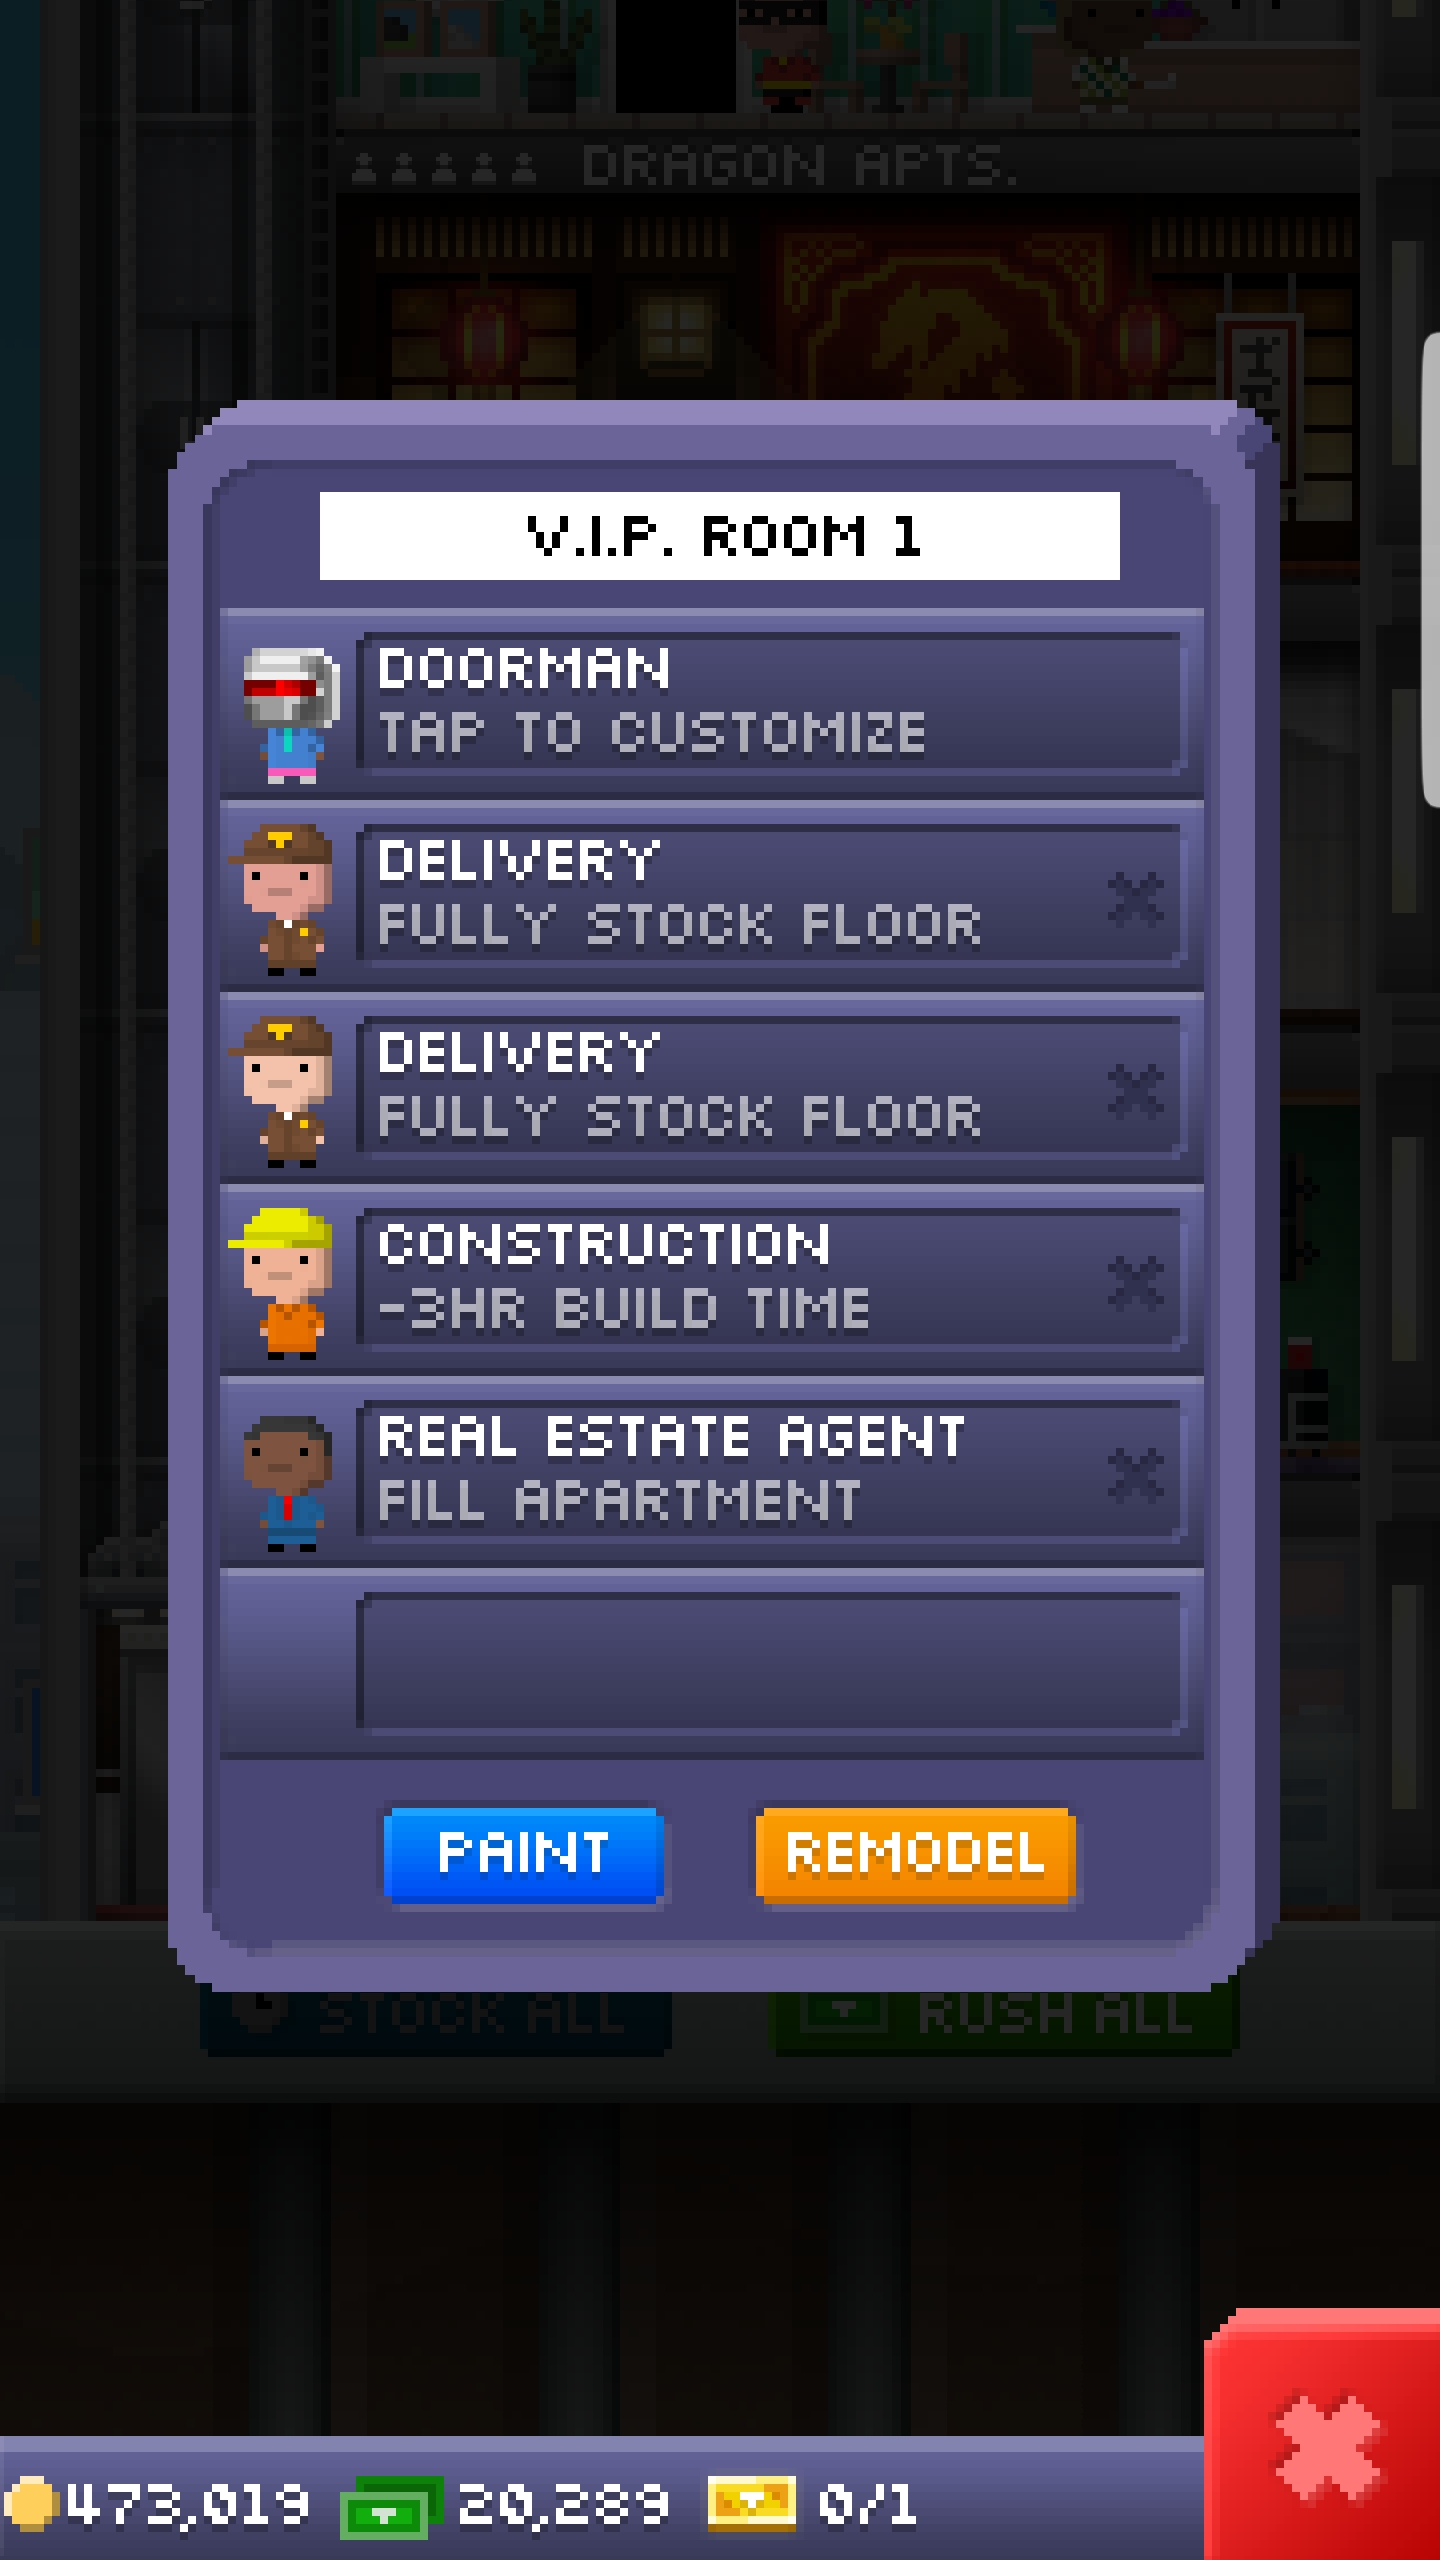 DRAGON APTS.
V.I.P. ROOM 1
DOORMAN
TAP TO CUSTOMIZE
DELIVERY
FULLY STOCK FLOOR
DELIVERY
FULLY STOCK FLOOR
CONSTRUCTION
-3HR BUILD TIME
REAL ESTATE AGENT
FILL APARTMENT
PAINT
REMODEL
STOCK ALL
RUSH ALL
473,019
20,289
0/1